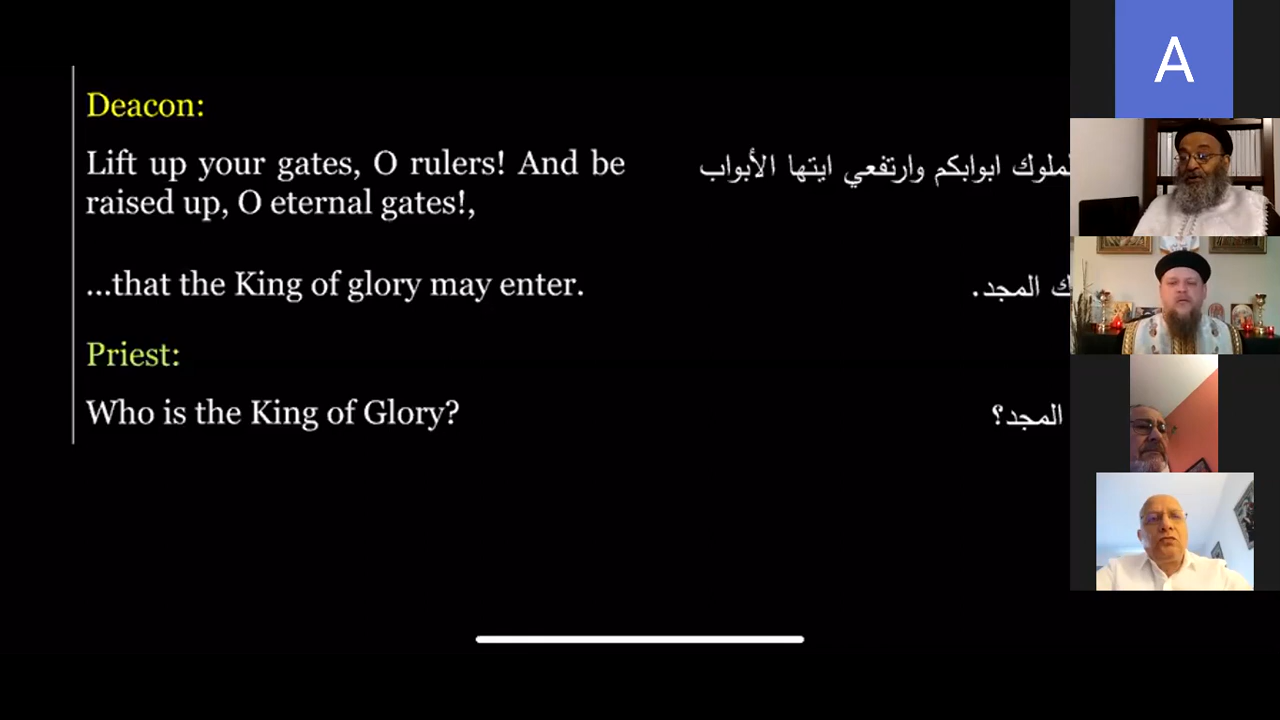 Deacon:
Lift up your gates, O rulers! And be
raised up, O eternal gates!,
ابوابكم وارتفعي ايتها الأبواب
...that the King of glory may enter.
المجد.
Priest:
Who is the King of Glory?
المجد؟
A